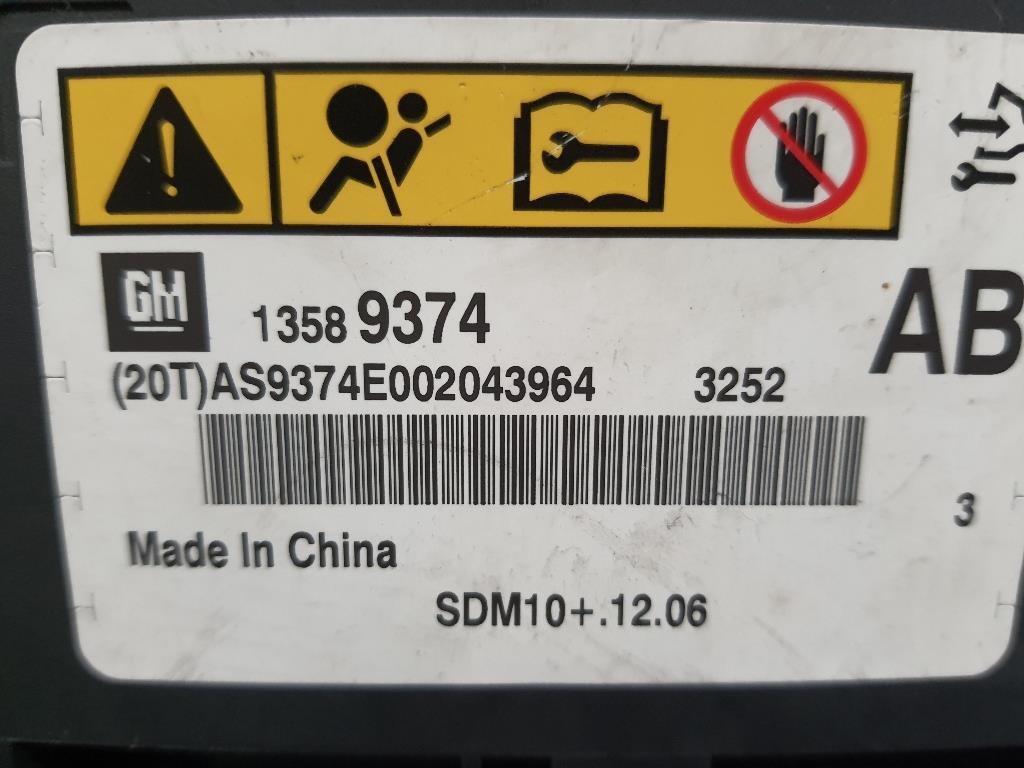 GM
1358 9374
AB
(20T)AS9374E002043964 3252
3
Made In China
SDM10+.12.06